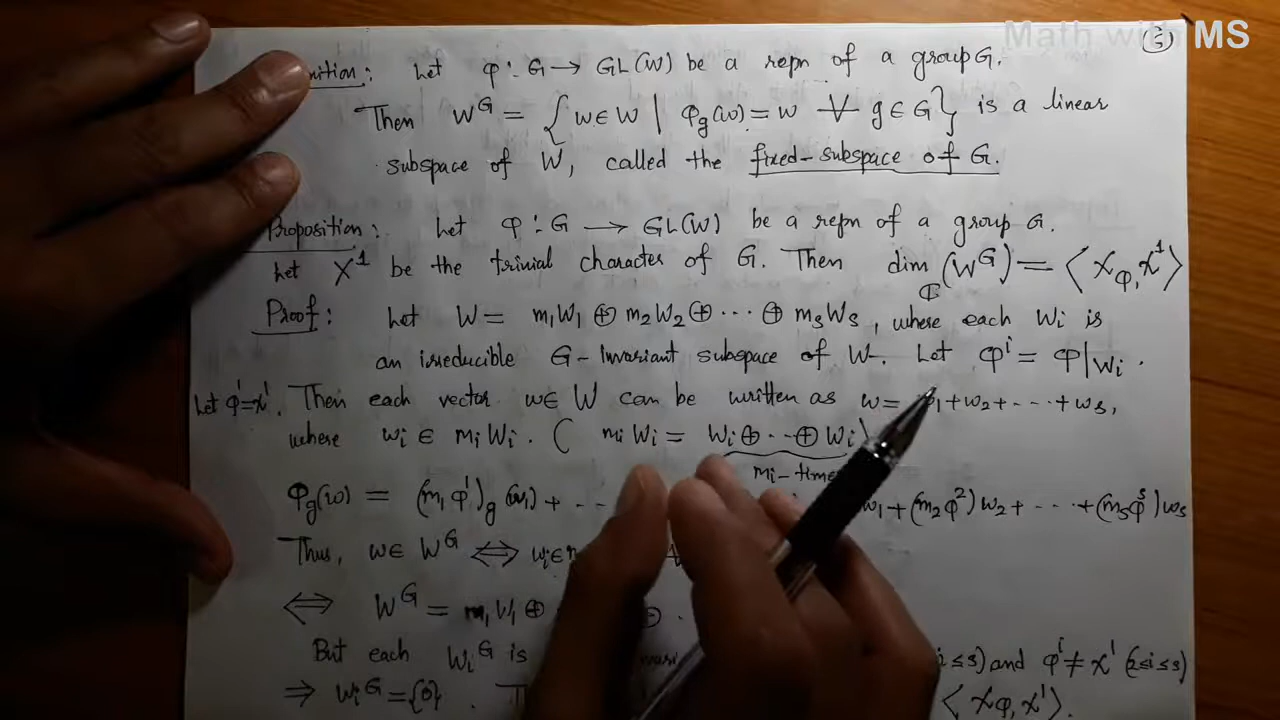 Math with MS
③
nition: Let φ: G → GL(W) be a repn of a group G.
Then W^G = { w ∈ W | φ_g(w) = w ∀ g ∈ G } is a linear
subspace of W, called the fixed-subspace of G.
Proposition: Let φ: G → GL(W) be a repn of a group G.
Let χ^1 be the trivial character of G. Then dim_ℂ (W^G) = ⟨χ_φ, χ^1⟩
Proof: Let W = m_1W_1 ⊕ m_2W_2 ⊕ ··· ⊕ m_sW_s, where each W_i is
an irreducible G-invariant subspace of W. Let φ^i = φ|_{W_i}.
Let φ^1=χ^1. Then each vector w ∈ W can be written as w = w_1+w_2+----+w_s,
where w_i ∈ m_iW_i. ( m_iW_i = W_i ⊕ ··· ⊕ W_i )
m_i-times
φ_g(w) = (m_1φ^1)_g(w_1) + -- w_1+(m_2φ^2)w_2+----+(m_sφ^s)w_s
Thus, w ∈ W^G ⟺ w_i ∈
⟺ W^G = m_1 W_1 ⊕ ⊕ ·
But each W_i^G is i ≤ s) and φ^i ≠ χ^1 (2≤i≤s)
⇒ W_i^G = {0}. ⟨χ_φ, χ^1⟩.